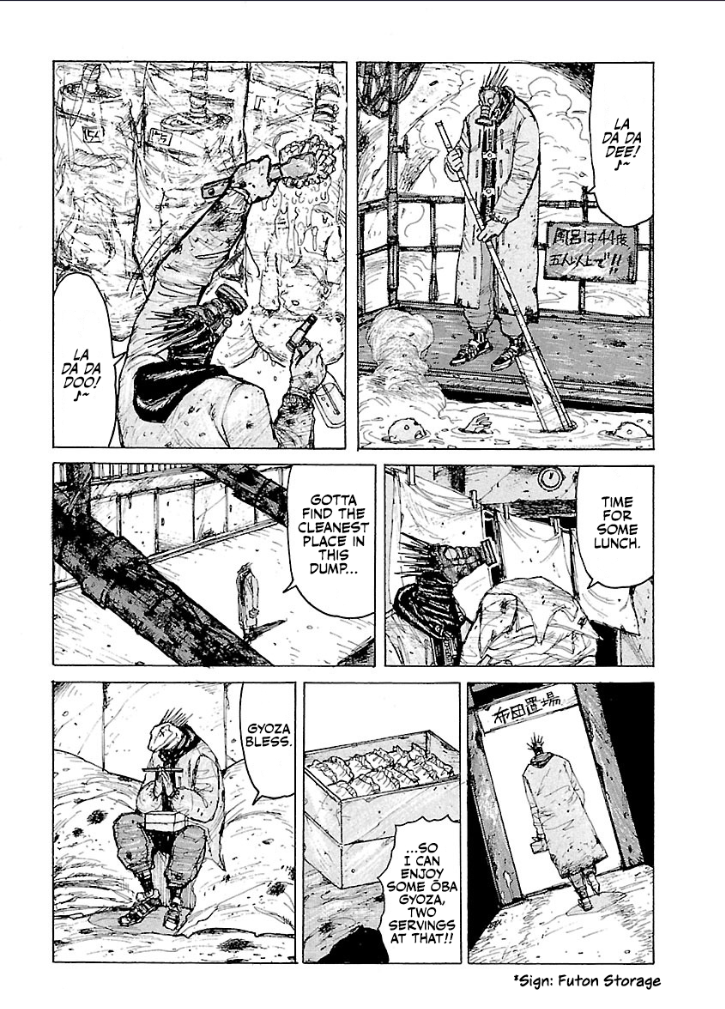 LA
DA DA
DEE!
♪~
風呂は44度
五人以上で!!
LA
DA DA
DOO!
♪~
TIME
FOR
SOME
LUNCH.
GOTTA
FIND THE
CLEANEST
PLACE IN
THIS
DUMP...
布団置場
...SO
I CAN
ENJOY
SOME ŌBA
GYOZA,
TWO
SERVINGS
AT THAT!!
GYOZA
BLESS.
*Sign: Futon Storage